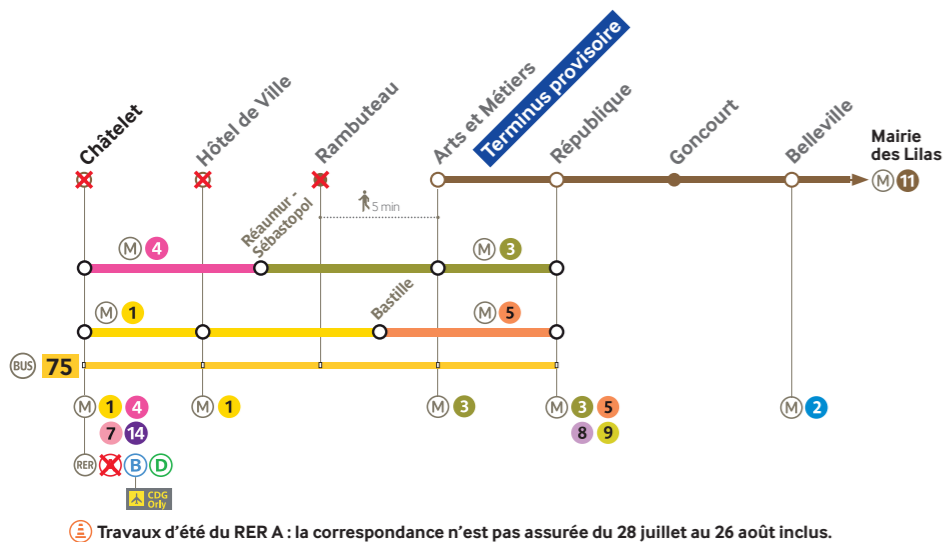 Châtelet
Hôtel de Ville
Rambuteau
Arts et Métiers
Terminus provisoire
République
Goncourt
Belleville
Mairie
des Lilas
M 11
5 min
Réaumur -
Sébastopol
M 4
M 3
Bastille
M 1
M 5
BUS 75
M 1 4
7 14
RER A B D
CDG
Orly
M 1
M 3
M 3 5
8 9
M 2
Travaux d'été du RER A : la correspondance n'est pas assurée du 28 juillet au 26 août inclus.